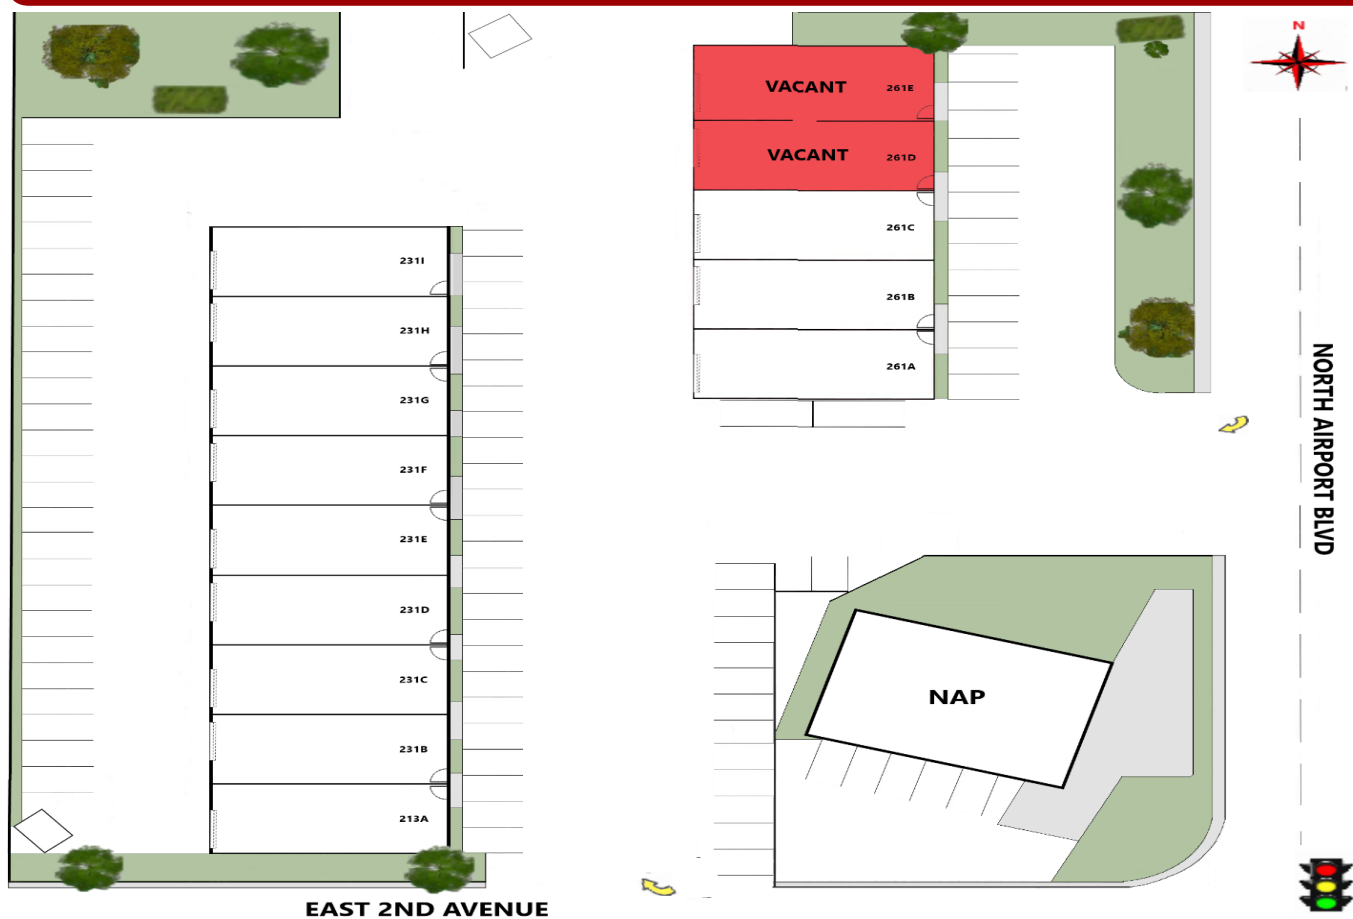 N
VACANT 261E
VACANT 261D
261C
261B
261A
231I
231H
231G
231F
231E
231D
231C
231B
213A
NORTH AIRPORT BLVD
NAP
EAST 2ND AVENUE